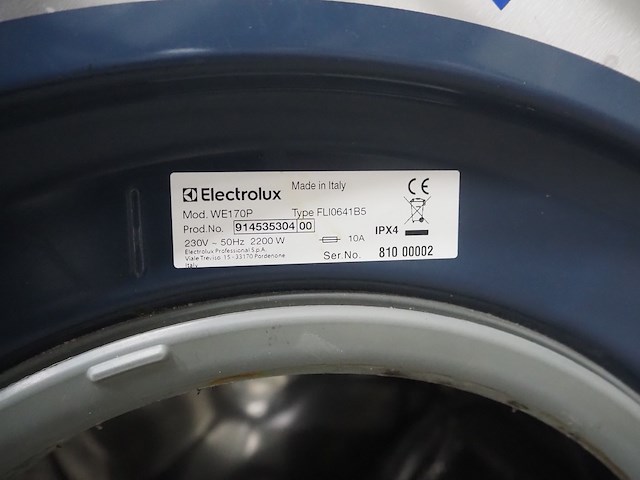 Electrolux Made in Italy
Mod. WE170P Type FLI0641B5
Prod.No. 914535304 00
230V ~ 50Hz 2200 W 10A IPX4
Electrolux Professional S.p.A.
Viale Treviso, 15 - 33170 Pordenone
Italy
Ser.No. 810 00002
CE